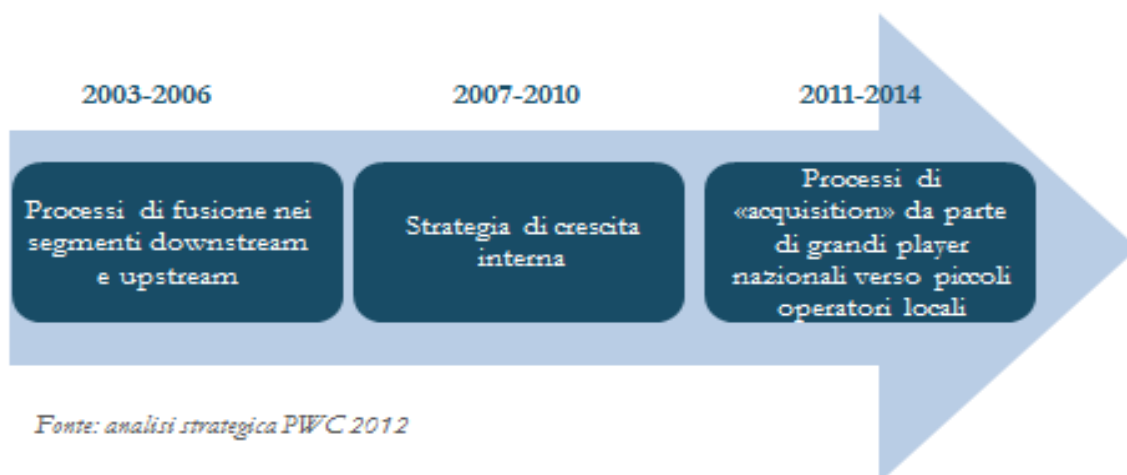 2003-2006
2007-2010
2011-2014
Processi di fusione nei
segmenti downstream
e upstream
Strategia di crescita
interna
Processi di
«acquisition» da parte
di grandi player
nazionali verso piccoli
operatori locali
Fonte: analisi strategica PWC 2012